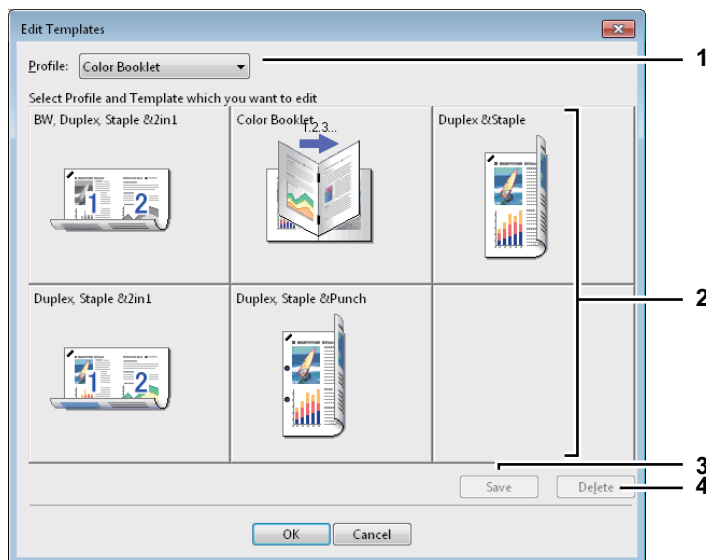 Edit Templates
Profile: Color Booklet
1
Select Profile and Template which you want to edit
BW, Duplex, Staple &2in1
Color Booklet
Duplex &Staple
1.2.3...
1 2
2
Duplex, Staple &2in1
Duplex, Staple &Punch
1 2
3
Save
Delete
4
OK
Cancel